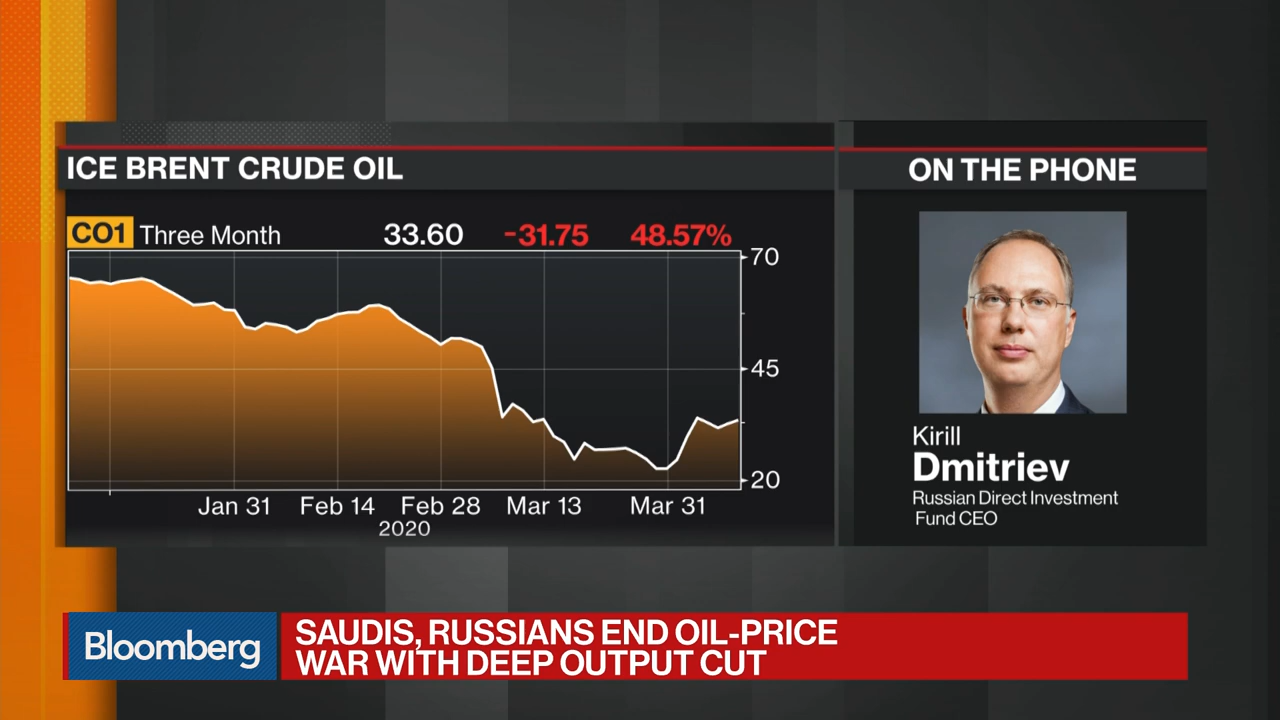 ICE BRENT CRUDE OIL
CO1 Three Month 33.60 -31.75 48.57%
70
45
20
Jan 31 Feb 14 Feb 28 Mar 13 Mar 31
2020
ON THE PHONE
Kirill
Dmitriev
Russian Direct Investment
Fund CEO
Bloomberg
SAUDIS, RUSSIANS END OIL-PRICE
WAR WITH DEEP OUTPUT CUT